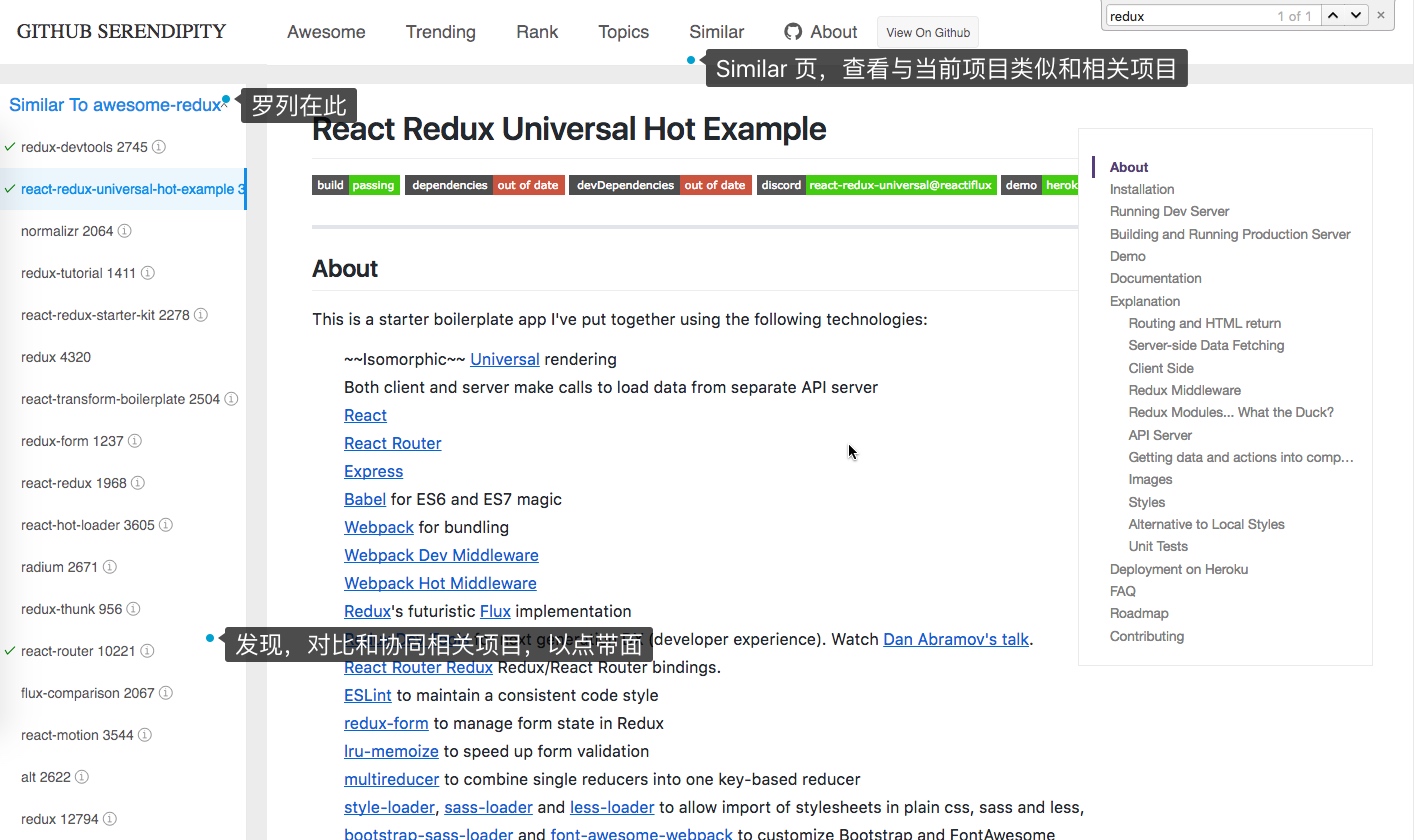 GITHUB SERENDIPITY
Awesome Trending Rank Topics Similar About View On Github
redux 1 of 1
Similar 页，查看与当前项目类似和相关项目
Similar To awesome-redux
罗列在此
redux-devtools 2745
react-redux-universal-hot-example 3
normalizr 2064
redux-tutorial 1411
react-redux-starter-kit 2278
redux 4320
react-transform-boilerplate 2504
redux-form 1237
react-redux 1968
react-hot-loader 3605
radium 2671
redux-thunk 956
发现，对比和协同相关项目，以点带面
react-router 10221
flux-comparison 2067
react-motion 3544
alt 2622
redux 12794
React Redux Universal Hot Example
build passing dependencies out of date devDependencies out of date discord react-redux-universal@reactiflux demo herok
About
This is a starter boilerplate app I've put together using the following technologies:
~~Isomorphic~~ Universal rendering
Both client and server make calls to load data from separate API server
React
React Router
Express
Babel for ES6 and ES7 magic
Webpack for bundling
Webpack Dev Middleware
Webpack Hot Middleware
Redux's futuristic Flux implementation
(developer experience). Watch Dan Abramov's talk.
React Router Redux Redux/React Router bindings.
ESLint to maintain a consistent code style
redux-form to manage form state in Redux
lru-memoize to speed up form validation
multireducer to combine single reducers into one key-based reducer
style-loader, sass-loader and less-loader to allow import of stylesheets in plain css, sass and less,
bootstrap-sass-loader and font-awesome-webpack to customize Bootstrap and FontAwesome
About
Installation
Running Dev Server
Building and Running Production Server
Demo
Documentation
Explanation
Routing and HTML return
Server-side Data Fetching
Client Side
Redux Middleware
Redux Modules... What the Duck?
API Server
Getting data and actions into comp...
Images
Styles
Alternative to Local Styles
Unit Tests
Deployment on Heroku
FAQ
Roadmap
Contributing